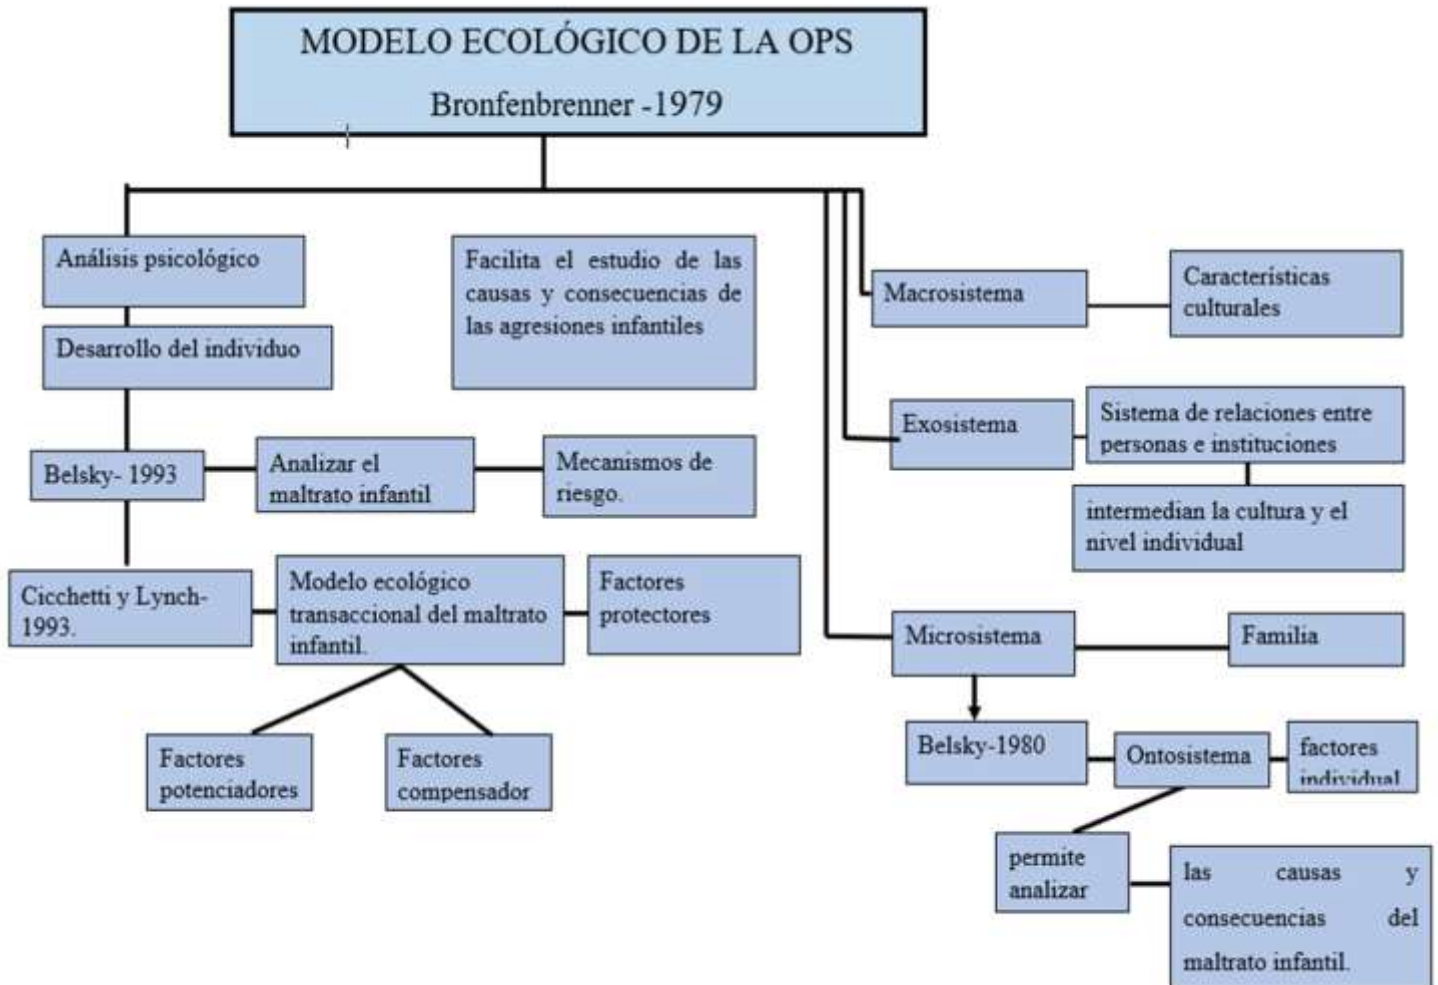 MODELO ECOLÓGICO DE LA OPS
Bronfenbrenner -1979
Análisis psicológico
Desarrollo del individuo
Belsky- 1993
Analizar el
maltrato infantil
Mecanismos de
riesgo.
Cicchetti y Lynch-
1993.
Modelo ecológico
transaccional del maltrato
infantil.
Factores
protectores
Factores
potenciadores
Factores
compensador
Facilita el estudio de las
causas y consecuencias de
las agresiones infantiles
Macrosistema
Características
culturales
Exosistema
Sistema de relaciones entre
personas e instituciones
intermedian la cultura y el
nivel individual
Microsistema
Familia
Belsky-1980
Ontosistema
factores
individual
permite
analizar
las causas y
consecuencias del
maltrato infantil.